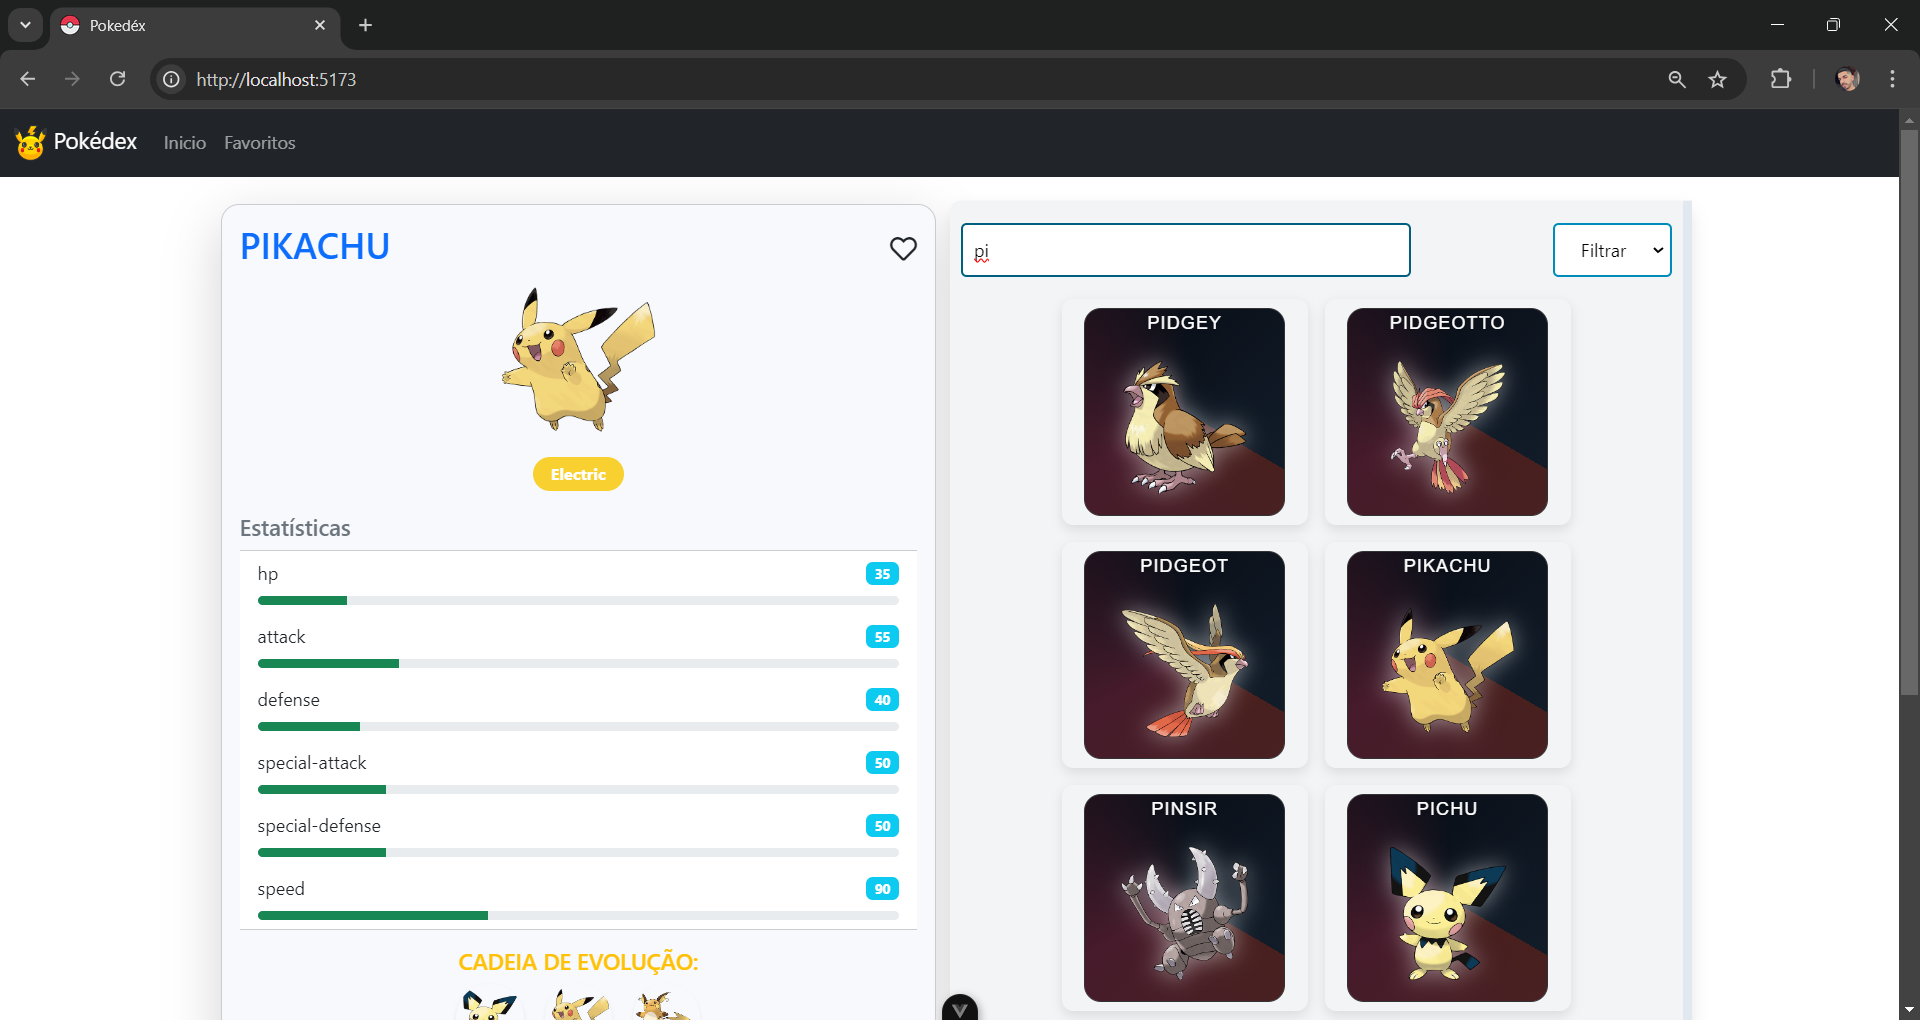 Pokedéx
http://localhost:5173
Pokédex Inicio Favoritos
PIKACHU
Electric
Estatísticas
hp 35
attack 55
defense 40
special-attack 50
special-defense 50
speed 90
CADEIA DE EVOLUÇÃO:
pi
Filtrar
PIDGEY PIDGEOTTO
PIDGEOT PIKACHU
PINSIR PICHU